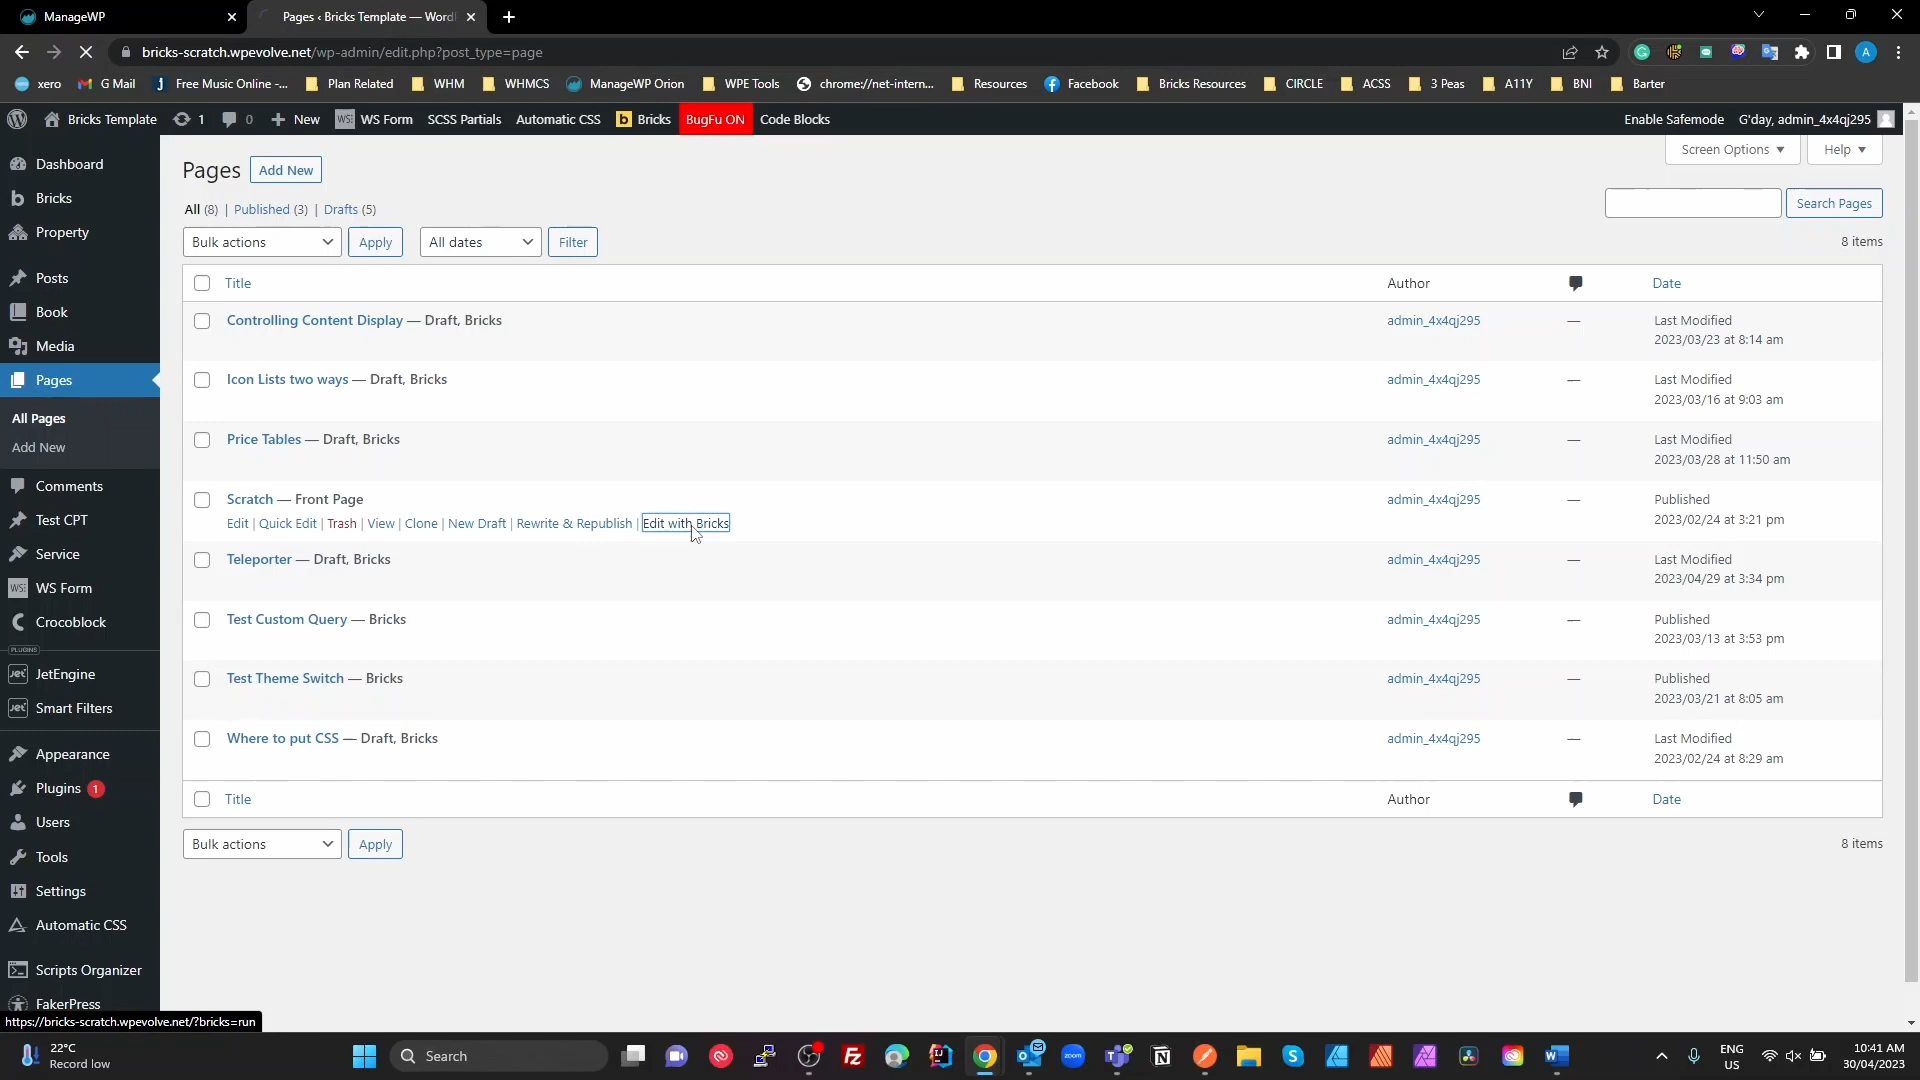 ManageWP
Pages ‹ Bricks Template — Word
bricks-scratch.wpevolve.net/wp-admin/edit.php?post_type=page
xero
G Mail
Free Music Online -...
Plan Related
WHM
WHMCS
ManageWP Orion
WPE Tools
chrome://net-intern...
Resources
Facebook
Bricks Resources
CIRCLE
ACSS
3 Peas
A11Y
BNI
Barter
Bricks Template
1
0
New
WS Form
SCSS Partials
Automatic CSS
Bricks
BugFu ON
Code Blocks
Enable Safemode
G'day, admin_4x4qj295
Dashboard
Bricks
Property
Posts
Book
Media
Pages
All Pages
Add New
Comments
Test CPT
Service
WS Form
Crocoblock
PLUGINS
JetEngine
Smart Filters
Appearance
Plugins 1
Users
Tools
Settings
Automatic CSS
Scripts Organizer
FakerPress
Pages Add New
Screen Options
Help
All (8) | Published (3) | Drafts (5)
Search Pages
Bulk actions
Apply
All dates
Filter
8 items
Title Author Date
Controlling Content Display — Draft, Bricks
admin_4x4qj295
—
Last Modified
2023/03/23 at 8:14 am
Icon Lists two ways — Draft, Bricks
admin_4x4qj295
—
Last Modified
2023/03/16 at 9:03 am
Price Tables — Draft, Bricks
admin_4x4qj295
—
Last Modified
2023/03/28 at 11:50 am
Scratch — Front Page
Edit | Quick Edit | Trash | View | Clone | New Draft | Rewrite & Republish | Edit with Bricks
admin_4x4qj295
—
Published
2023/02/24 at 3:21 pm
Teleporter — Draft, Bricks
admin_4x4qj295
—
Last Modified
2023/04/29 at 3:34 pm
Test Custom Query — Bricks
admin_4x4qj295
—
Published
2023/03/13 at 3:53 pm
Test Theme Switch — Bricks
admin_4x4qj295
—
Published
2023/03/21 at 8:05 am
Where to put CSS — Draft, Bricks
admin_4x4qj295
—
Last Modified
2023/02/24 at 8:29 am
Title Author Date
Bulk actions
Apply
8 items
https://bricks-scratch.wpevolve.net/?bricks=run
22°C
Record low
Search
zoom
ENG
US
10:41 AM
30/04/2023